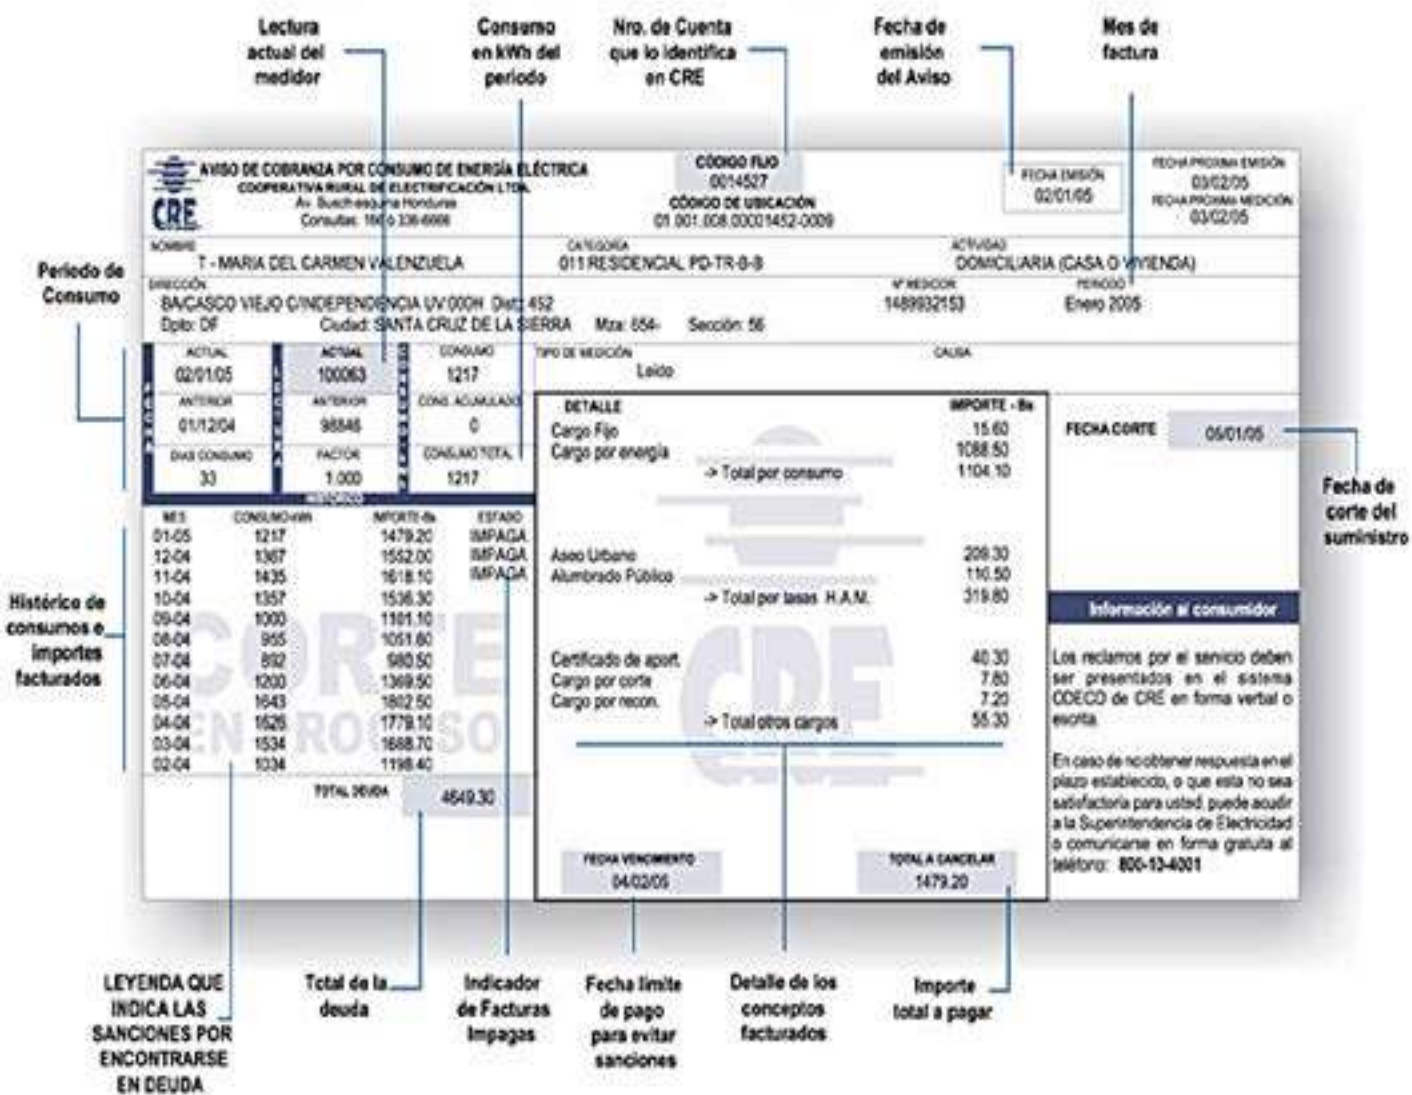 Lectura
actual del
medidor
Consumo
en kWh del
periodo
Nro. de Cuenta
que lo identifica
en CRE
Fecha de
emisión
del Aviso
Mes de
factura
AVISO DE COBRANZA POR CONSUMO DE ENERGÍA ELÉCTRICA
COOPERATIVA RURAL DE ELECTRIFICACIÓN LTDA.
Av. Busch esquina Honduras
Consultas: 166 o 336-6666
CRE
CÓDIGO FIJO
0014527
CÓDIGO DE UBICACIÓN
01.001.008.00001452-0009
FECHA EMISIÓN
02/01/05
FECHA PROXIMA EMISIÓN
03/02/05
FECHA PROXIMA MEDICIÓN
03/02/05
NOMBRE
T - MARIA DEL CARMEN VALENZUELA
CATEGORÍA
011 RESIDENCIAL PD-TR-B-B
ACTIVIDAD
DOMICILIARIA (CASA O VIVIENDA)
DIRECCIÓN
BA/CASCO VIEJO C/INDEPENDENCIA UV:000H Dist: 452
Dpto: DF Ciudad: SANTA CRUZ DE LA SIERRA Mza: 654- Sección: 56
Nº MEDIDOR
1489932153
PERIODO
Enero 2005
Periodo de
Consumo
FECHA
ACTUAL
02/01/05
ANTERIOR
01/12/04
DIAS CONSUMO
33
LECTURA
ACTUAL
100063
ANTERIOR
98846
FACTOR
1.000
CONSUMO
1217
CONS. ACUMULADO
0
CONSUMO TOTAL
1217
TIPO DE MEDICIÓN
Leido
CAUSA
HISTORICO
MES CONSUMO-kWh IMPORTE-Bs ESTADO
01-05 1217 1479.20 IMPAGA
12-04 1367 1552.00 IMPAGA
11-04 1435 1618.10 IMPAGA
10-04 1357 1536.30
09-04 1000 1101.10
08-04 955 1051.60
07-04 892 980.50
06-04 1200 1369.50
05-04 1643 1802.50
04-04 1626 1779.10
03-04 1534 1688.70
02-04 1034 1198.40
CORTE
EN PROCESO
TOTAL DEUDA 4649.30
Histórico de
consumos e
importes
facturados
DETALLE IMPORTE - Bs
Cargo Fijo 15.60
Cargo por energía 1088.50
-> Total por consumo 1104.10
Aseo Urbano 209.30
Alumbrado Público 110.50
-> Total por tasas H.A.M. 319.80
Certificado de aport. 40.30
Cargo por corte 7.80
Cargo por recon. 7.20
-> Total otros cargos 55.30
CRE
FECHA VENCIMIENTO
04/02/05
TOTAL A CANCELAR
1479.20
FECHA CORTE 05/01/05
Fecha de
corte del
suministro
Información al consumidor
Los reclamos por el servicio deben
ser presentados en el sistema
ODECO de CRE en forma verbal o
escrita.
En caso de no obtener respuesta en el
plazo establecido, o que esta no sea
satisfactoria para usted, puede acudir
a la Superintendencia de Electricidad
o comunicarse en forma gratuita al
teléfono: 800-10-4001
LEYENDA QUE
INDICA LAS
SANCIONES POR
ENCONTRARSE
EN DEUDA
Total de la
deuda
Indicador
de Facturas
Impagas
Fecha límite
de pago
para evitar
sanciones
Detalle de los
conceptos
facturados
Importe
total a pagar